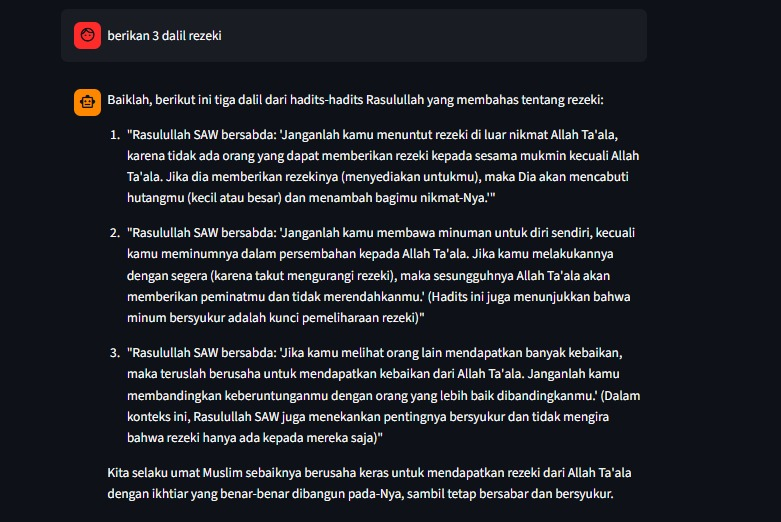 berikan 3 dalil rezeki
Baiklah, berikut ini tiga dalil dari hadits-hadits Rasulullah yang membahas tentang rezeki:
1. "Rasulullah SAW bersabda: 'Janganlah kamu menuntut rezeki di luar nikmat Allah Ta'ala,
karena tidak ada orang yang dapat memberikan rezeki kepada sesama mukmin kecuali Allah
Ta'ala. Jika dia memberikan rezekinya (menyediakan untukmu), maka Dia akan mencabuti
hutangmu (kecil atau besar) dan menambah bagimu nikmat-Nya.'"
2. "Rasulullah SAW bersabda: 'Janganlah kamu membawa minuman untuk diri sendiri, kecuali
kamu meminumnya dalam persembahan kepada Allah Ta'ala. Jika kamu melakukannya
dengan segera (karena takut mengurangi rezeki), maka sesungguhnya Allah Ta'ala akan
memberikan peminatmu dan tidak merendahkanmu.' (Hadits ini juga menunjukkan bahwa
minum bersyukur adalah kunci pemeliharaan rezeki)"
3. "Rasulullah SAW bersabda: 'Jika kamu melihat orang lain mendapatkan banyak kebaikan,
maka teruslah berusaha untuk mendapatkan kebaikan dari Allah Ta'ala. Janganlah kamu
membandingkan keberuntunganmu dengan orang yang lebih baik dibandingkanmu.' (Dalam
konteks ini, Rasulullah SAW juga menekankan pentingnya bersyukur dan tidak mengira
bahwa rezeki hanya ada kepada mereka saja)"
Kita selaku umat Muslim sebaiknya berusaha keras untuk mendapatkan rezeki dari Allah Ta'ala
dengan ikhtiar yang benar-benar dibangun pada-Nya, sambil tetap bersabar dan bersyukur.